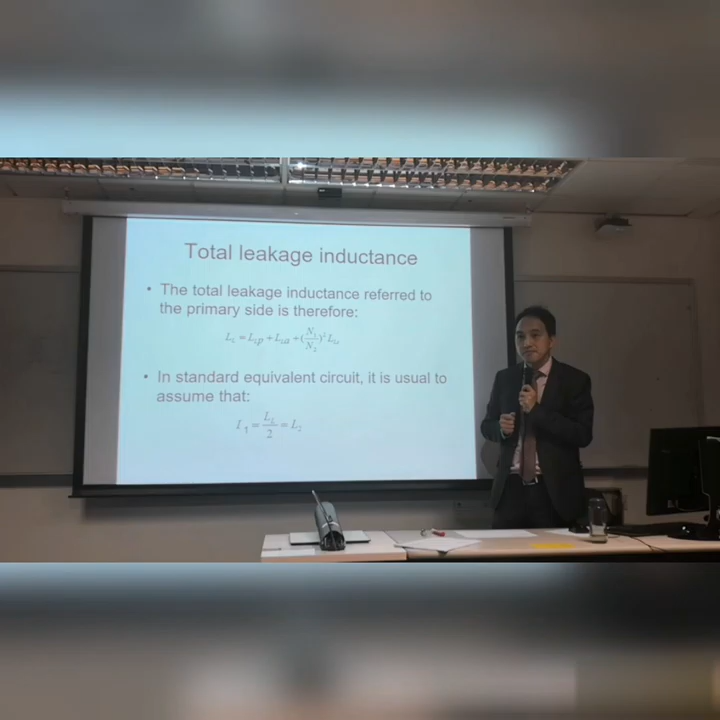 Total leakage inductance
• The total leakage inductance referred to
the primary side is therefore:
• In standard equivalent circuit, it is usual to
assume that: